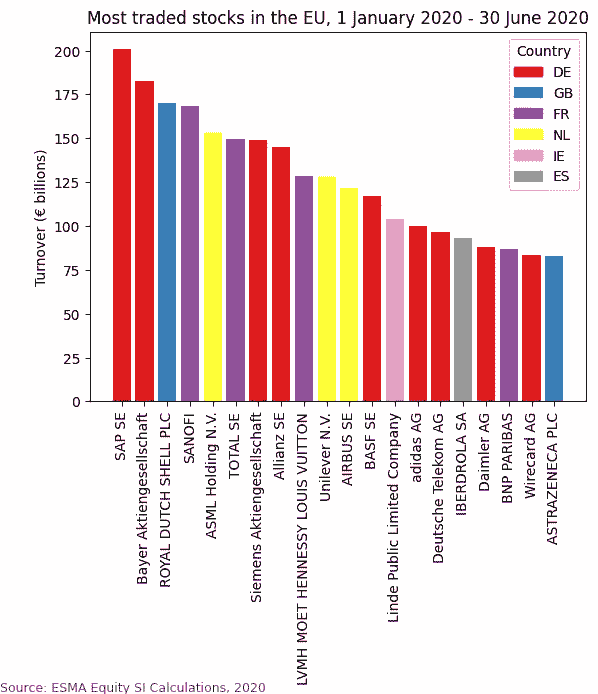 Most traded stocks in the EU, 1 January 2020 - 30 June 2020
Country
DE
GB
FR
NL
IE
ES
Turnover (€ billions)
200
175
150
125
100
75
50
25
0
SAP SE
Bayer Aktiengesellschaft
ROYAL DUTCH SHELL PLC
SANOFI
ASML Holding N.V.
TOTAL SE
Siemens Aktiengesellschaft
Allianz SE
LVMH MOET HENNESSY LOUIS VUITTON
Unilever N.V.
AIRBUS SE
BASF SE
Linde Public Limited Company
adidas AG
Deutsche Telekom AG
IBERDROLA SA
Daimler AG
BNP PARIBAS
Wirecard AG
ASTRAZENECA PLC
Source: ESMA Equity SI Calculations, 2020